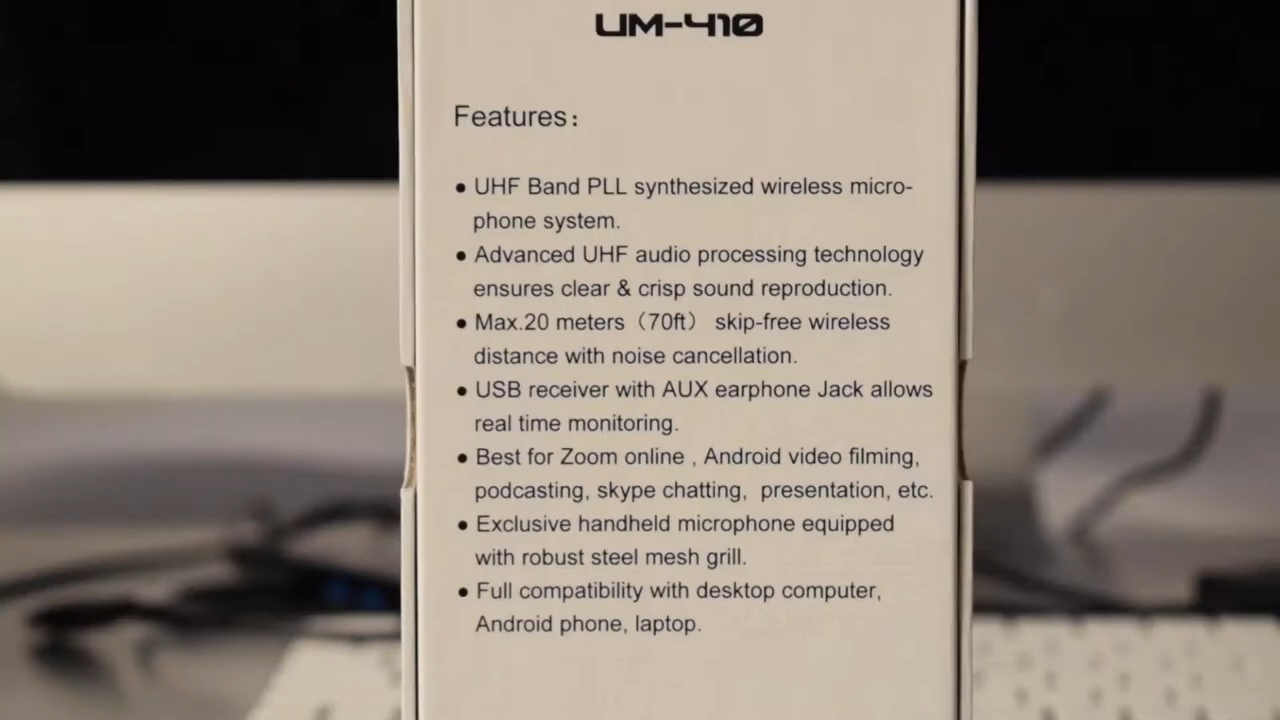 UM-410
Features：
● UHF Band PLL synthesized wireless micro-
phone system.
● Advanced UHF audio processing technology
ensures clear & crisp sound reproduction.
● Max.20 meters（70ft） skip-free wireless
distance with noise cancellation.
● USB receiver with AUX earphone Jack allows
real time monitoring.
● Best for Zoom online , Android video filming,
podcasting, skype chatting, presentation, etc.
● Exclusive handheld microphone equipped
with robust steel mesh grill.
● Full compatibility with desktop computer,
Android phone, laptop.